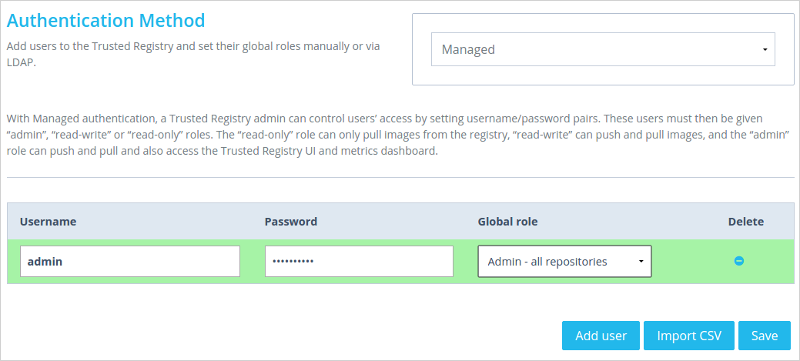 Authentication Method
Add users to the Trusted Registry and set their global roles manually or via
LDAP.
Managed
With Managed authentication, a Trusted Registry admin can control users’ access by setting username/password pairs. These users must then be given
“admin”, “read-write” or “read-only” roles. The “read-only” role can only pull images from the registry, “read-write” can push and pull images, and the “admin”
role can push and pull and also access the Trusted Registry UI and metrics dashboard.
Username Password Global role Delete
admin •••••••••• Admin - all repositories
Add user Import CSV Save